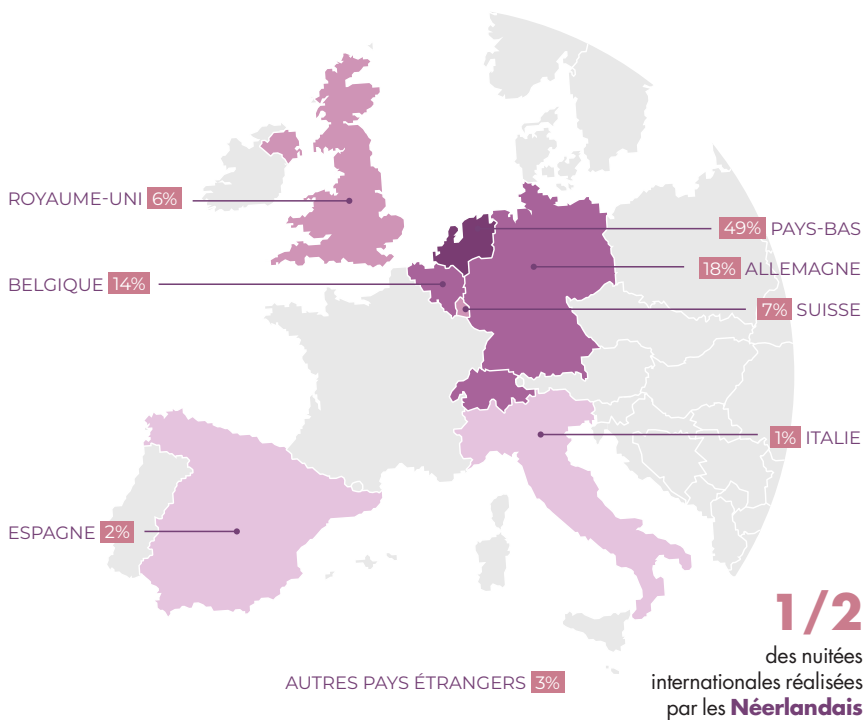 ROYAUME-UNI 6%
49% PAYS-BAS
18% ALLEMAGNE
BELGIQUE 14%
7% SUISSE
1% ITALIE
ESPAGNE 2%
1/2
des nuitées
internationales réalisées
par les Néerlandais
AUTRES PAYS ÉTRANGERS 3%